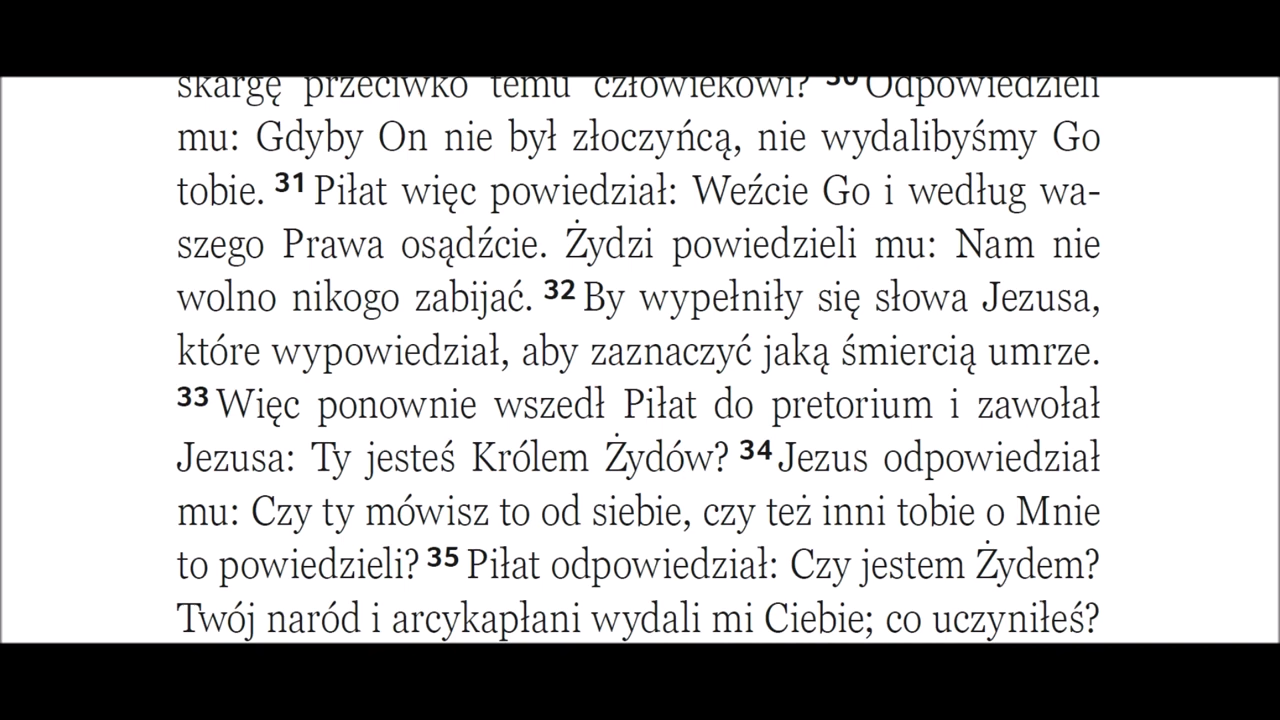 skargę przeciwko temu człowiekowi? 30 Odpowiedzieli
mu: Gdyby On nie był złoczyńcą, nie wydalibyśmy Go
tobie. 31 Piłat więc powiedział: Weźcie Go i według wa-
szego Prawa osądźcie. Żydzi powiedzieli mu: Nam nie
wolno nikogo zabijać. 32 By wypełniły się słowa Jezusa,
które wypowiedział, aby zaznaczyć jaką śmiercią umrze.
33 Więc ponownie wszedł Piłat do pretorium i zawołał
Jezusa: Ty jesteś Królem Żydów? 34 Jezus odpowiedział
mu: Czy ty mówisz to od siebie, czy też inni tobie o Mnie
to powiedzieli? 35 Piłat odpowiedział: Czy jestem Żydem?
Twój naród i arcykapłani wydali mi Ciebie; co uczyniłeś?